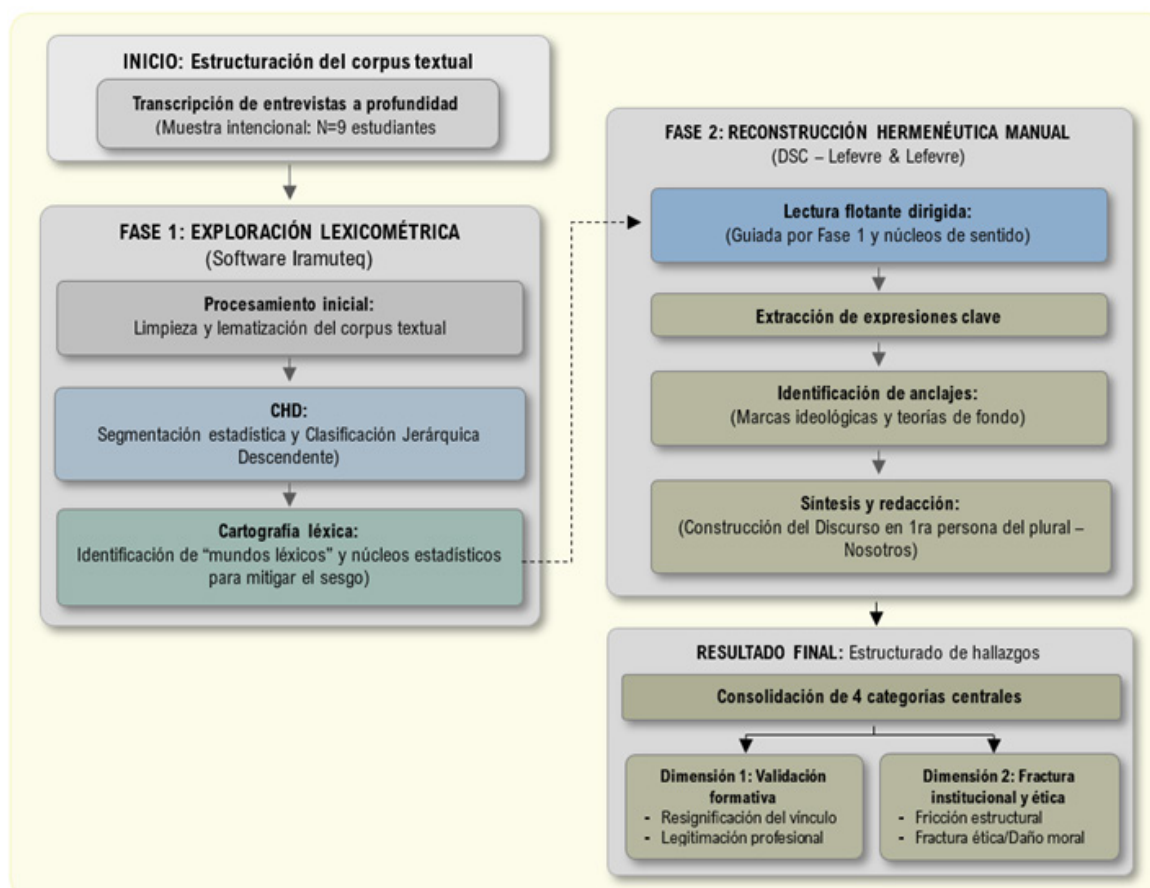 INICIO: Estructuración del corpus textual
Transcripción de entrevistas a profundidad
(Muestra intencional: N=9 estudiantes
FASE 1: EXPLORACIÓN LEXICOMÉTRICA
(Software Iramuteq)
Procesamiento inicial:
Limpieza y lematización del corpus textual
CHD:
Segmentación estadística y Clasificación Jerárquica
Descendente)
Cartografía léxica:
Identificación de “mundos léxicos” y núcleos estadísticos
para mitigar el sesgo)
FASE 2: RECONSTRUCCIÓN HERMENÉUTICA MANUAL
(DSC – Lefevre & Lefevre)
Lectura flotante dirigida:
(Guiada por Fase 1 y núcleos de sentido)
Extracción de expresiones clave
Identificación de anclajes:
(Marcas ideológicas y teorías de fondo)
Síntesis y redacción:
(Construcción del Discurso en 1ra persona del plural –
Nosotros)
RESULTADO FINAL: Estructurado de hallazgos
Consolidación de 4 categorías centrales
Dimensión 1: Validación
formativa
- Resignificación del vínculo
- Legitimación profesional
Dimensión 2: Fractura
institucional y ética
- Fricción estructural
- Fractura ética/Daño moral